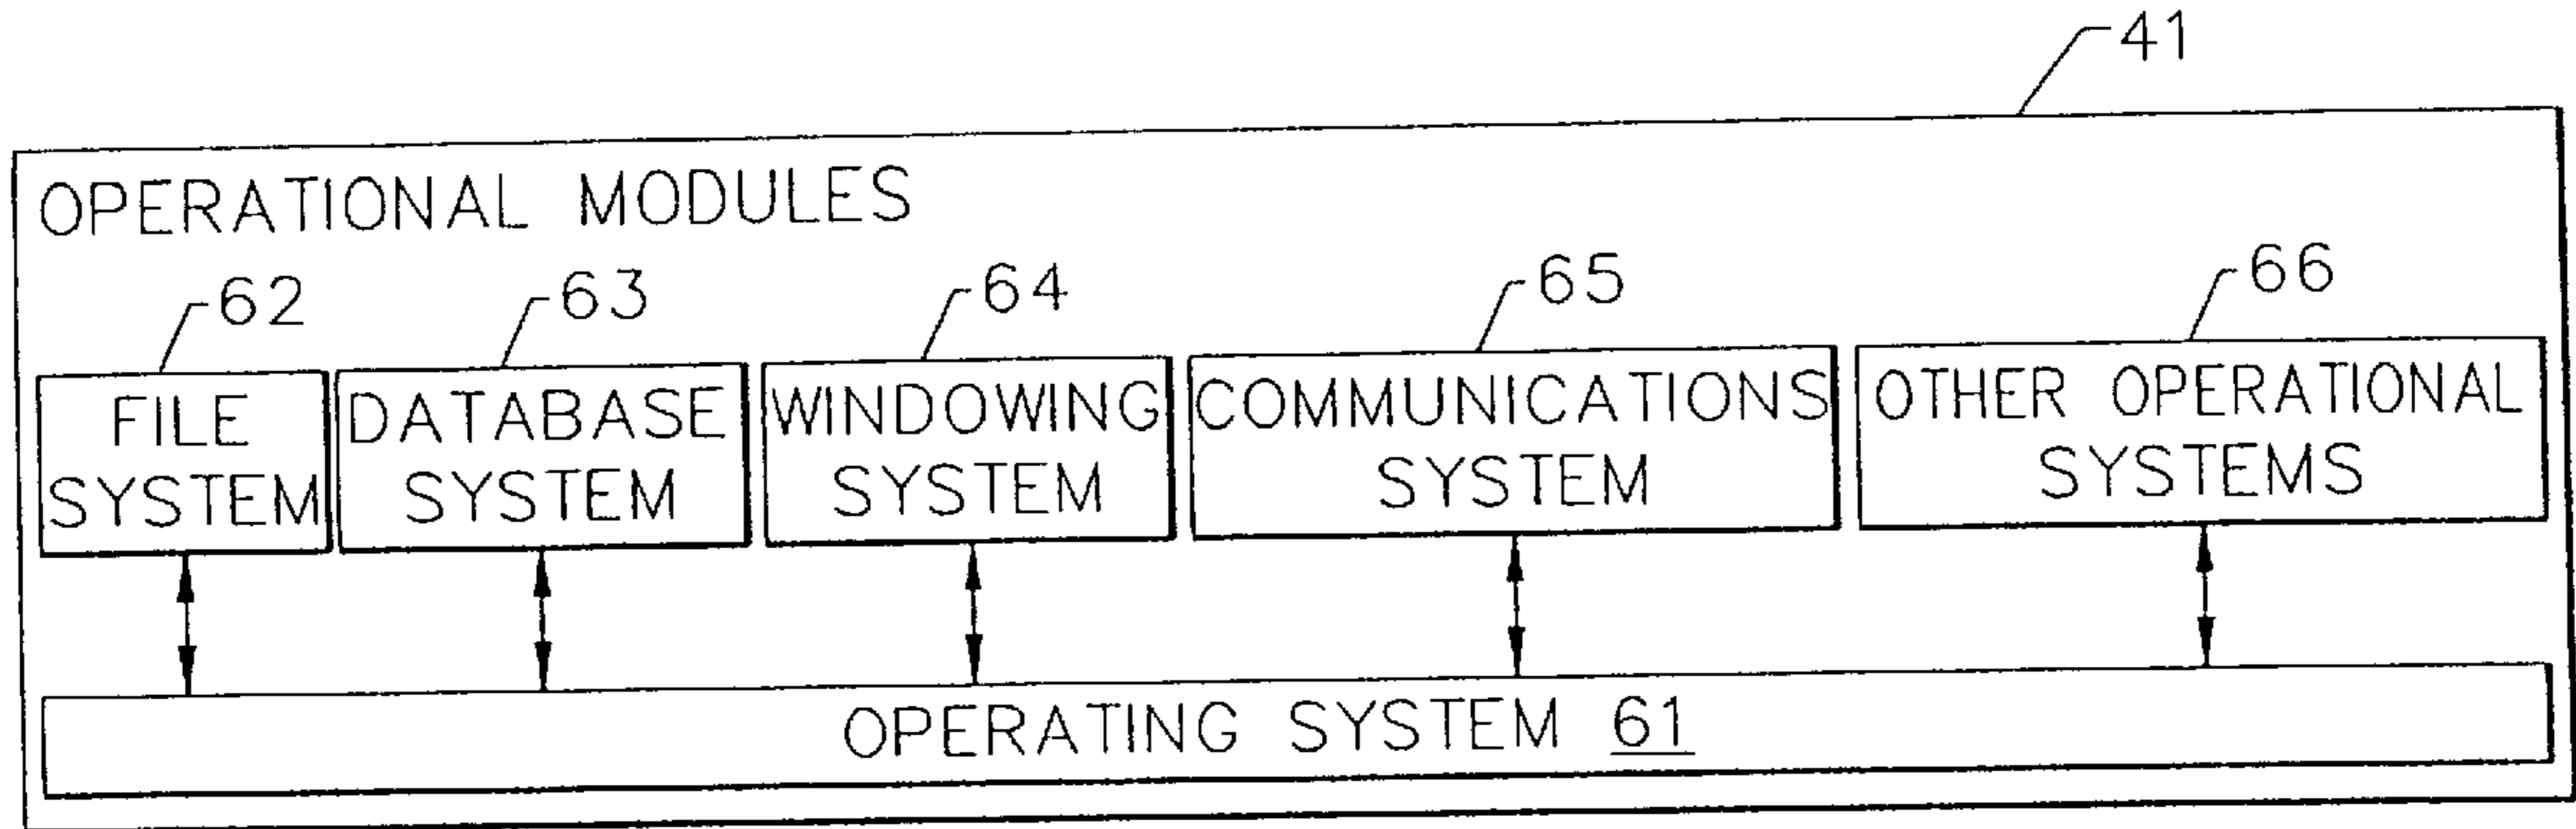 41
OPERATIONAL MODULES
62
63
64
65
66
FILE
SYSTEM
DATABASE
SYSTEM
WINDOWING
SYSTEM
COMMUNICATIONS
SYSTEM
OTHER OPERATIONAL
SYSTEMS
OPERATING SYSTEM 61